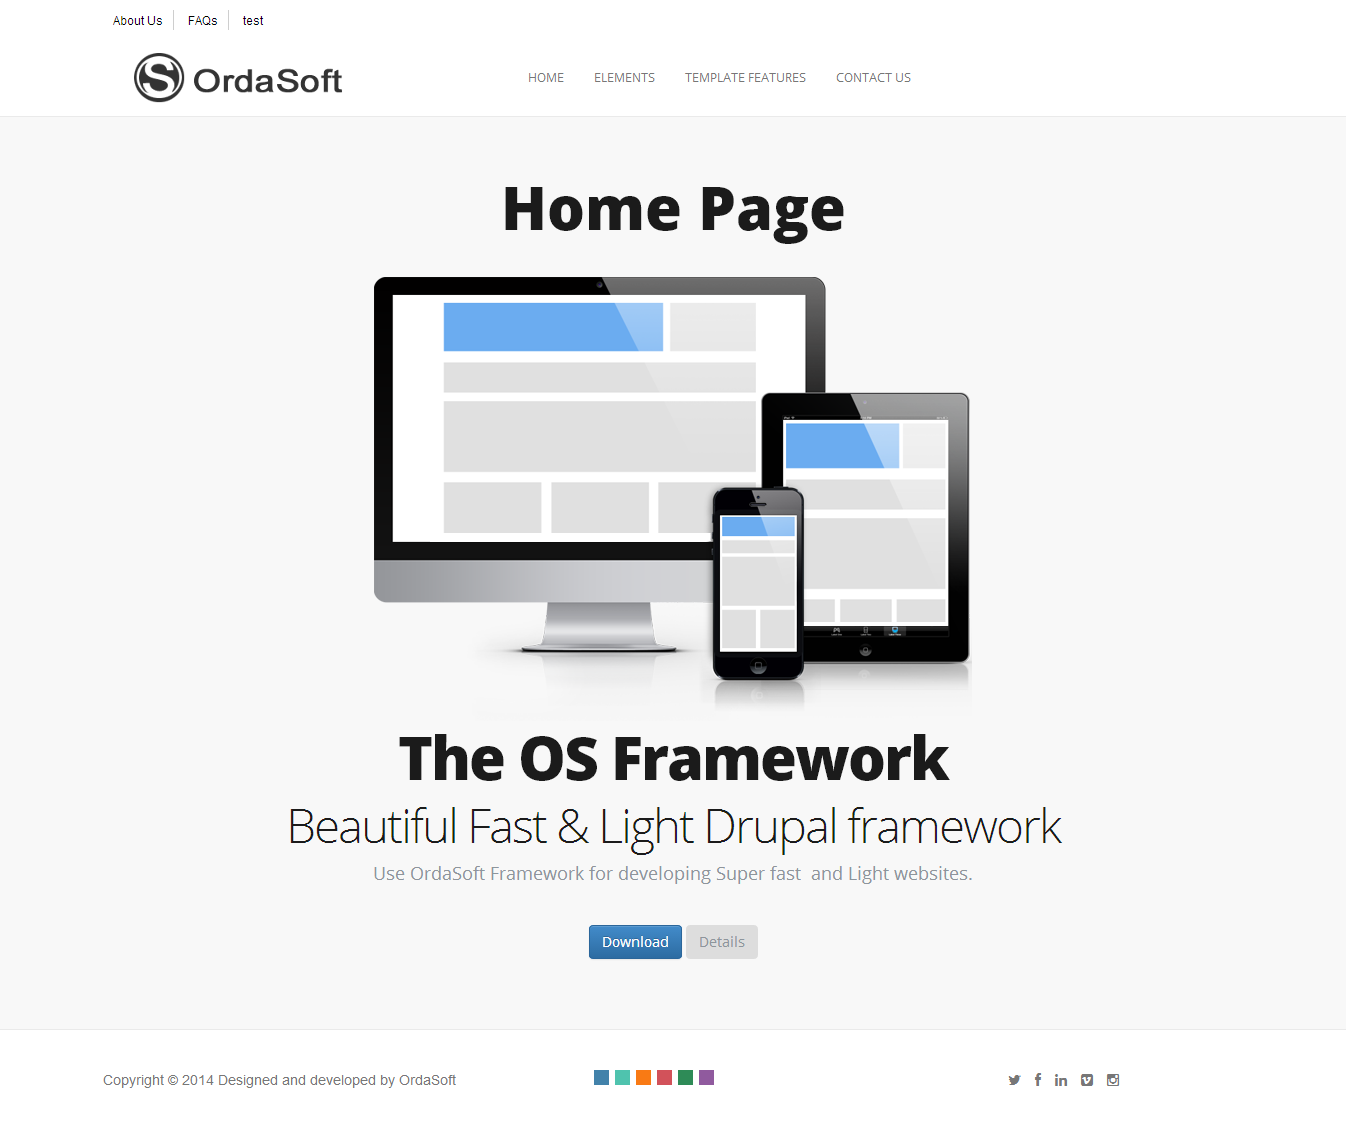 About Us FAQs test
OrdaSoft
HOME ELEMENTS TEMPLATE FEATURES CONTACT US
Home Page
The OS Framework
Beautiful Fast & Light Drupal framework
Use OrdaSoft Framework for developing Super fast and Light websites.
Download Details
Copyright © 2014 Designed and developed by OrdaSoft